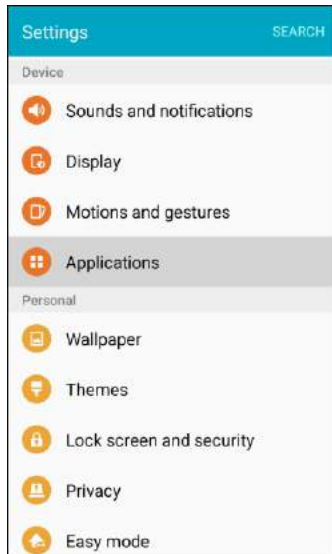 Settings SEARCH
Device
Sounds and notifications
Display
Motions and gestures
Applications
Personal
Wallpaper
Themes
Lock screen and security
Privacy
Easy mode